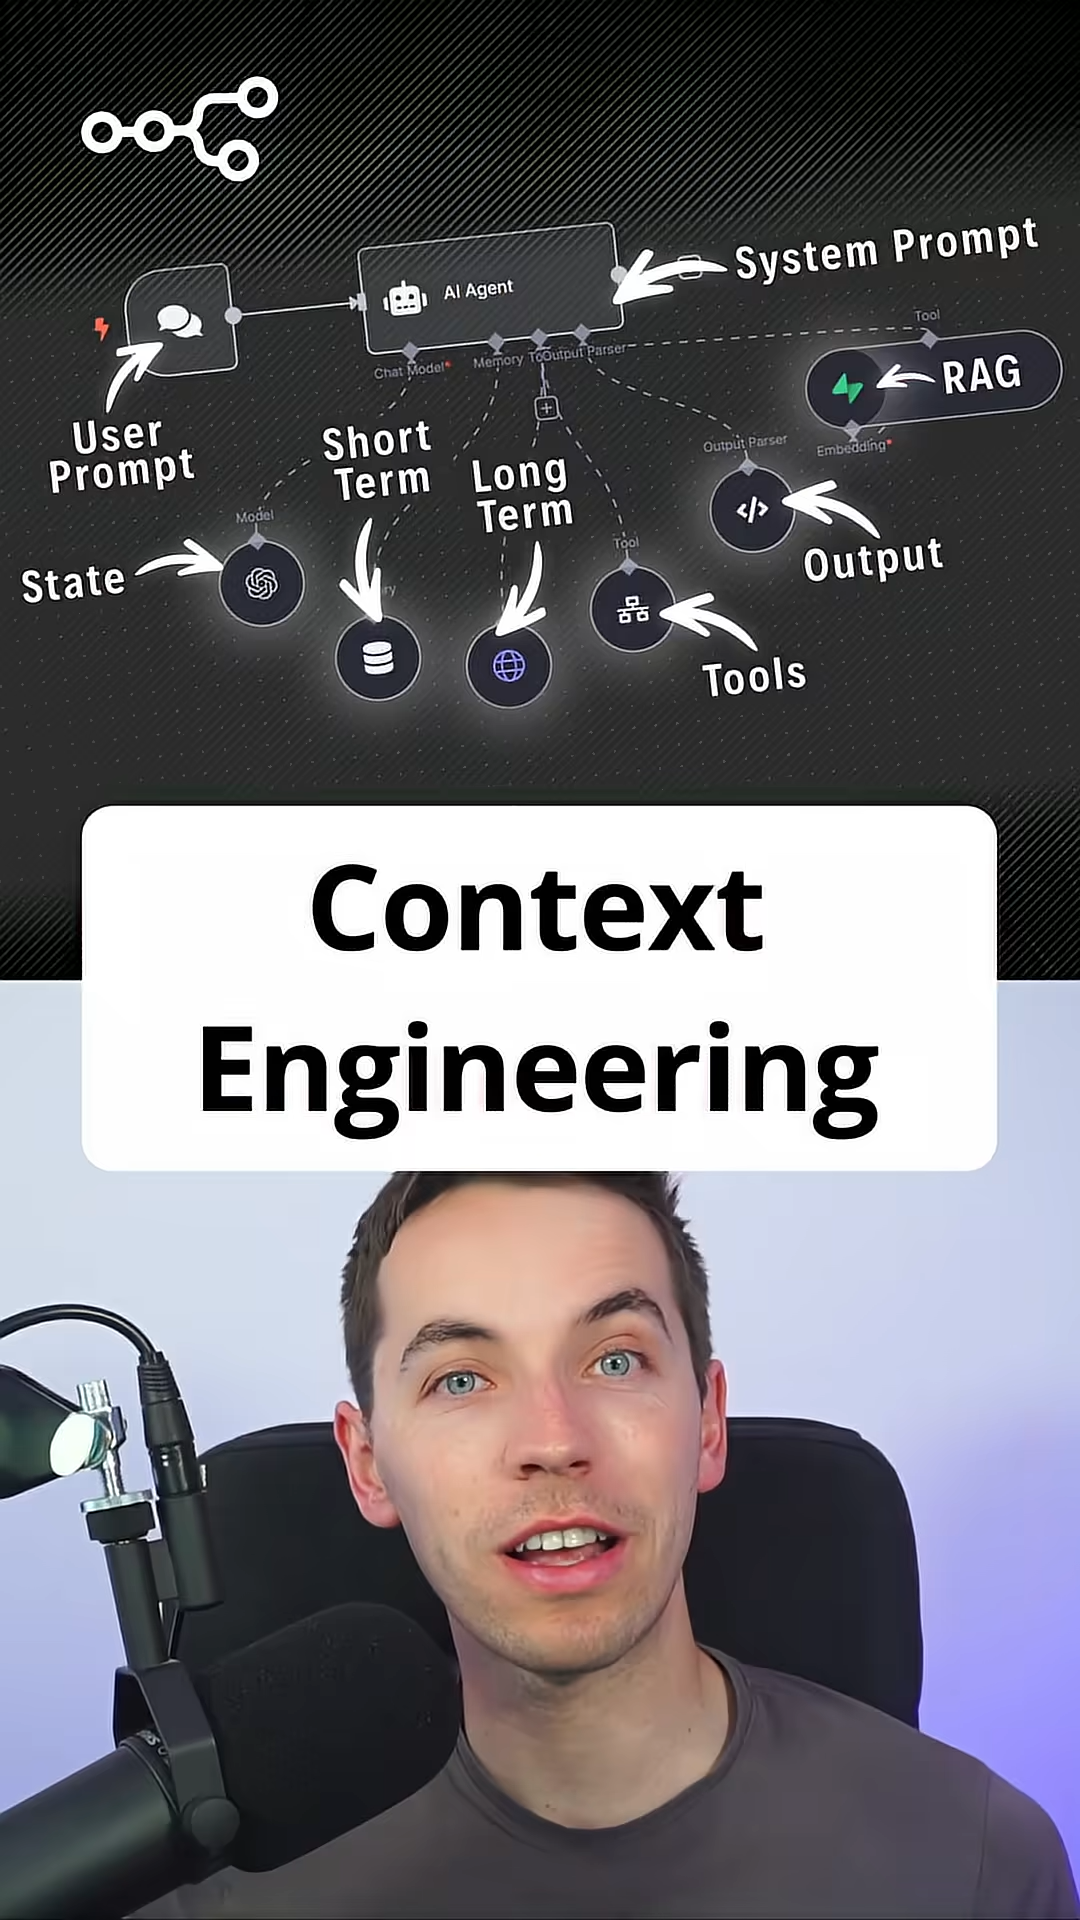 System Prompt
AI Agent
Tool
RAG
Chat Model*
Memory
Output Parser
User
Prompt
Short
Term
Long
Term
Output Parser
Embedding*
Model
State
Tool
Output
Tools
Context
Engineering